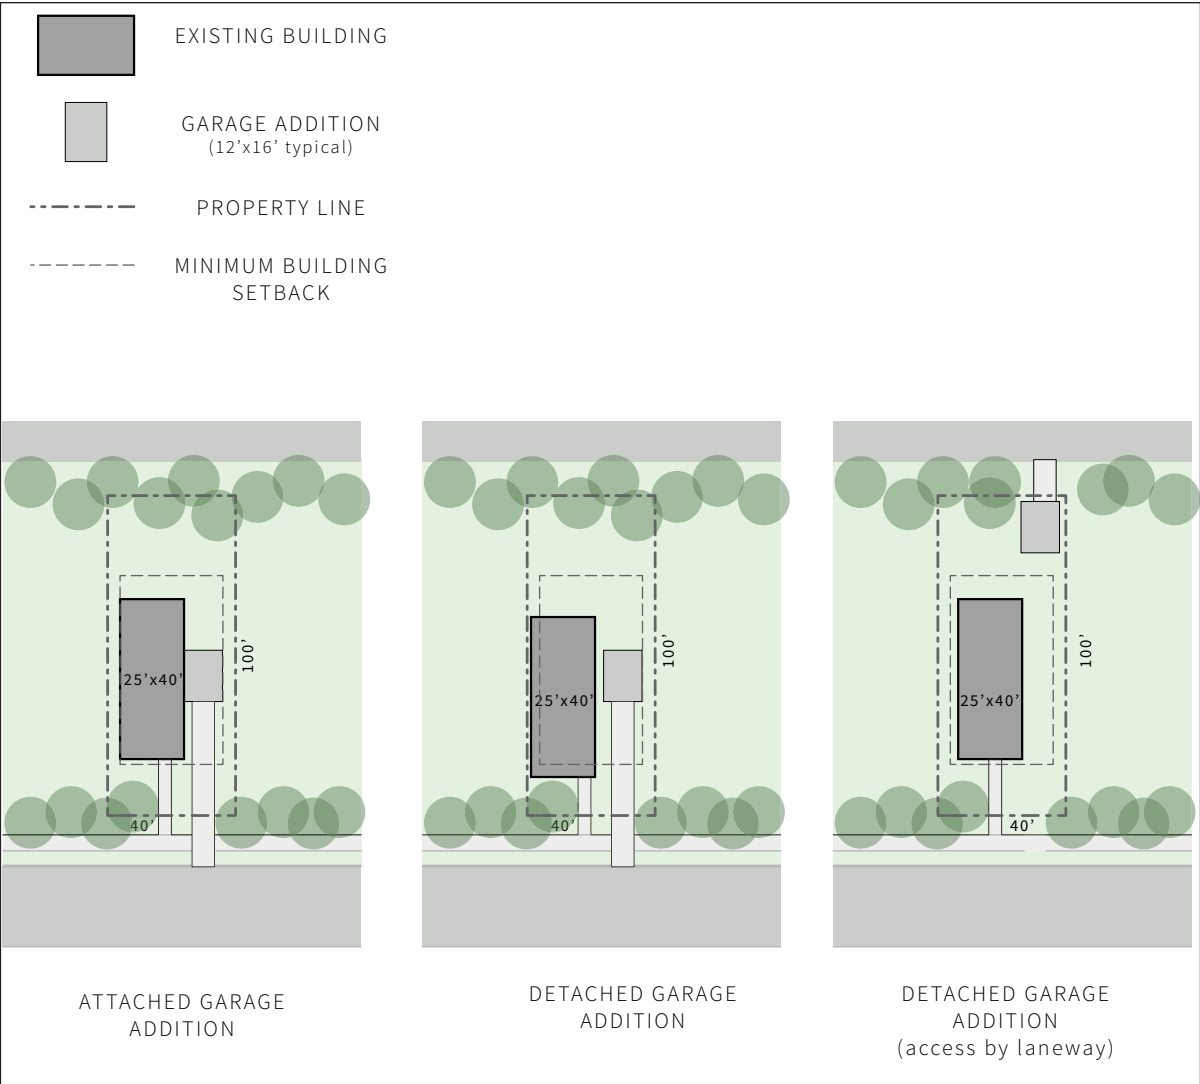 EXISTING BUILDING
GARAGE ADDITION
(12’x16’ typical)
PROPERTY LINE
MINIMUM BUILDING
SETBACK
25’x40’
100’
40’
ATTACHED GARAGE
ADDITION
25’x40’
100’
40’
DETACHED GARAGE
ADDITION
25’x40’
100’
40’
DETACHED GARAGE
ADDITION
(access by laneway)